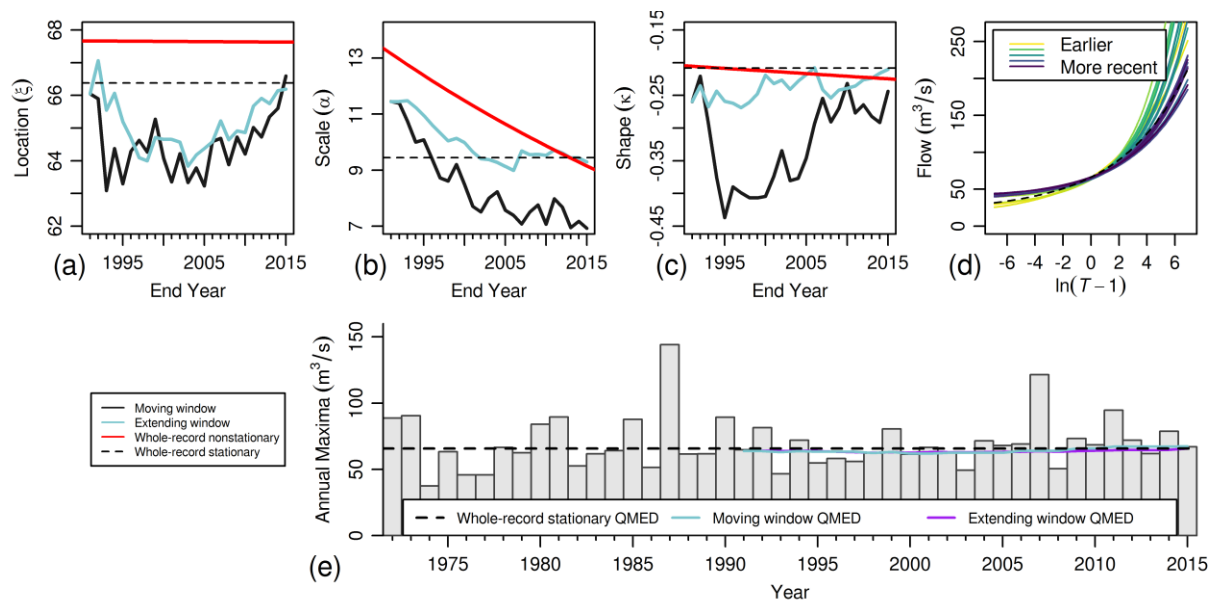 62 64 66 68
Location (ξ)
1995 2005 2015
(a)
End Year
7 9 11 13
Scale (α)
1995 2005 2015
(b)
End Year
-0.45 -0.35 -0.25 -0.15
Shape (κ)
1995 2005 2015
(c)
End Year
0 50 100 150 250
Flow (m³/s)
Earlier
More recent
-6 -4 -2 0 2 4 6
(d)
ln(T−1)
Moving window
Extending window
Whole-record nonstationary
Whole-record stationary
0 50 100 150
Annual Maxima (m³/s)
Whole-record stationary QMED
Moving window QMED
Extending window QMED
1975 1980 1985 1990 1995 2000 2005 2010 2015
(e)
Year